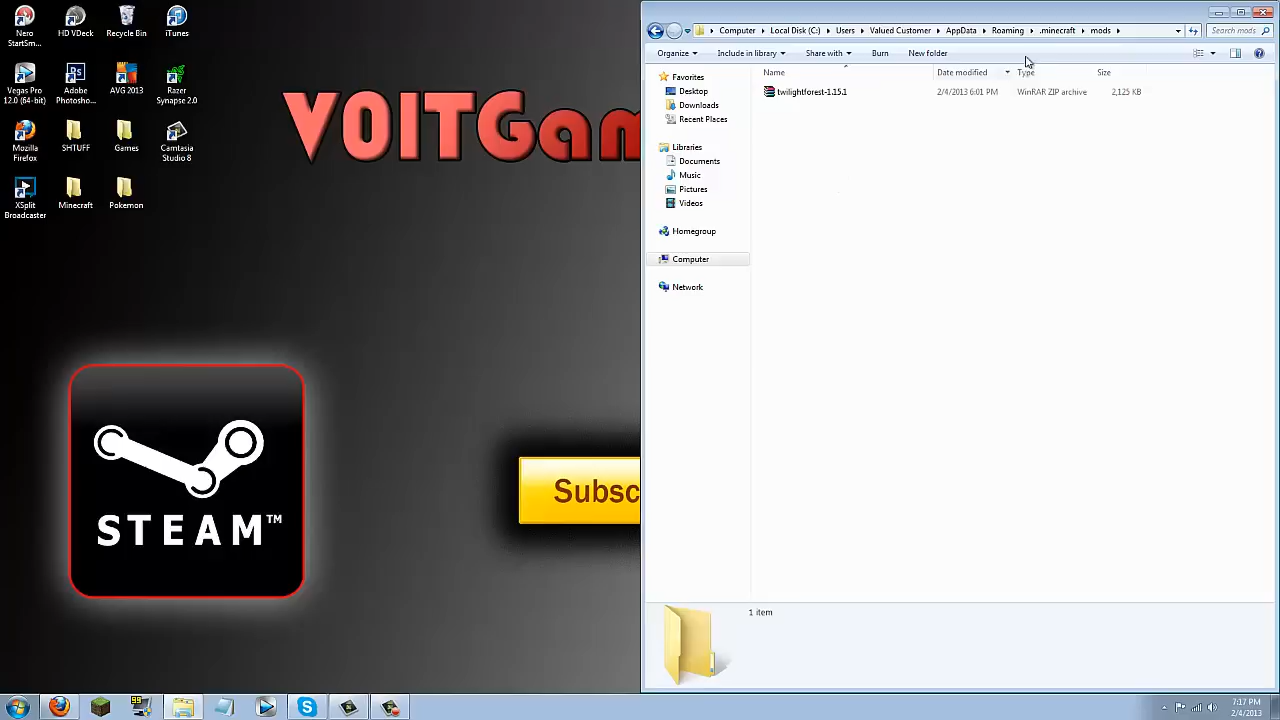 Nero
StartSm...
HD VDeck
Recycle Bin
iTunes
Vegas Pro
12.0 (64-bit)
Adobe
Photosho...
AVG 2013
Razer
Synapse 2.0
Mozilla
Firefox
SHTUFF
Games
Camtasia
Studio 8
XSplit
Broadcaster
Minecraft
Pokemon
VOITGam
STEAM™
Subsc
Computer
Local Disk (C:)
Users
Valued Customer
AppData
Roaming
.minecraft
mods
Search mods
Organize
Include in library
Share with
Burn
New folder
Favorites
Desktop
Downloads
Recent Places
Libraries
Documents
Music
Pictures
Videos
Homegroup
Computer
Network
Name
Date modified
Type
Size
twilightforest-1.15.1
2/4/2013 6:01 PM
WinRAR ZIP archive
2,125 KB
1 item
7:17 PM
2/4/2013